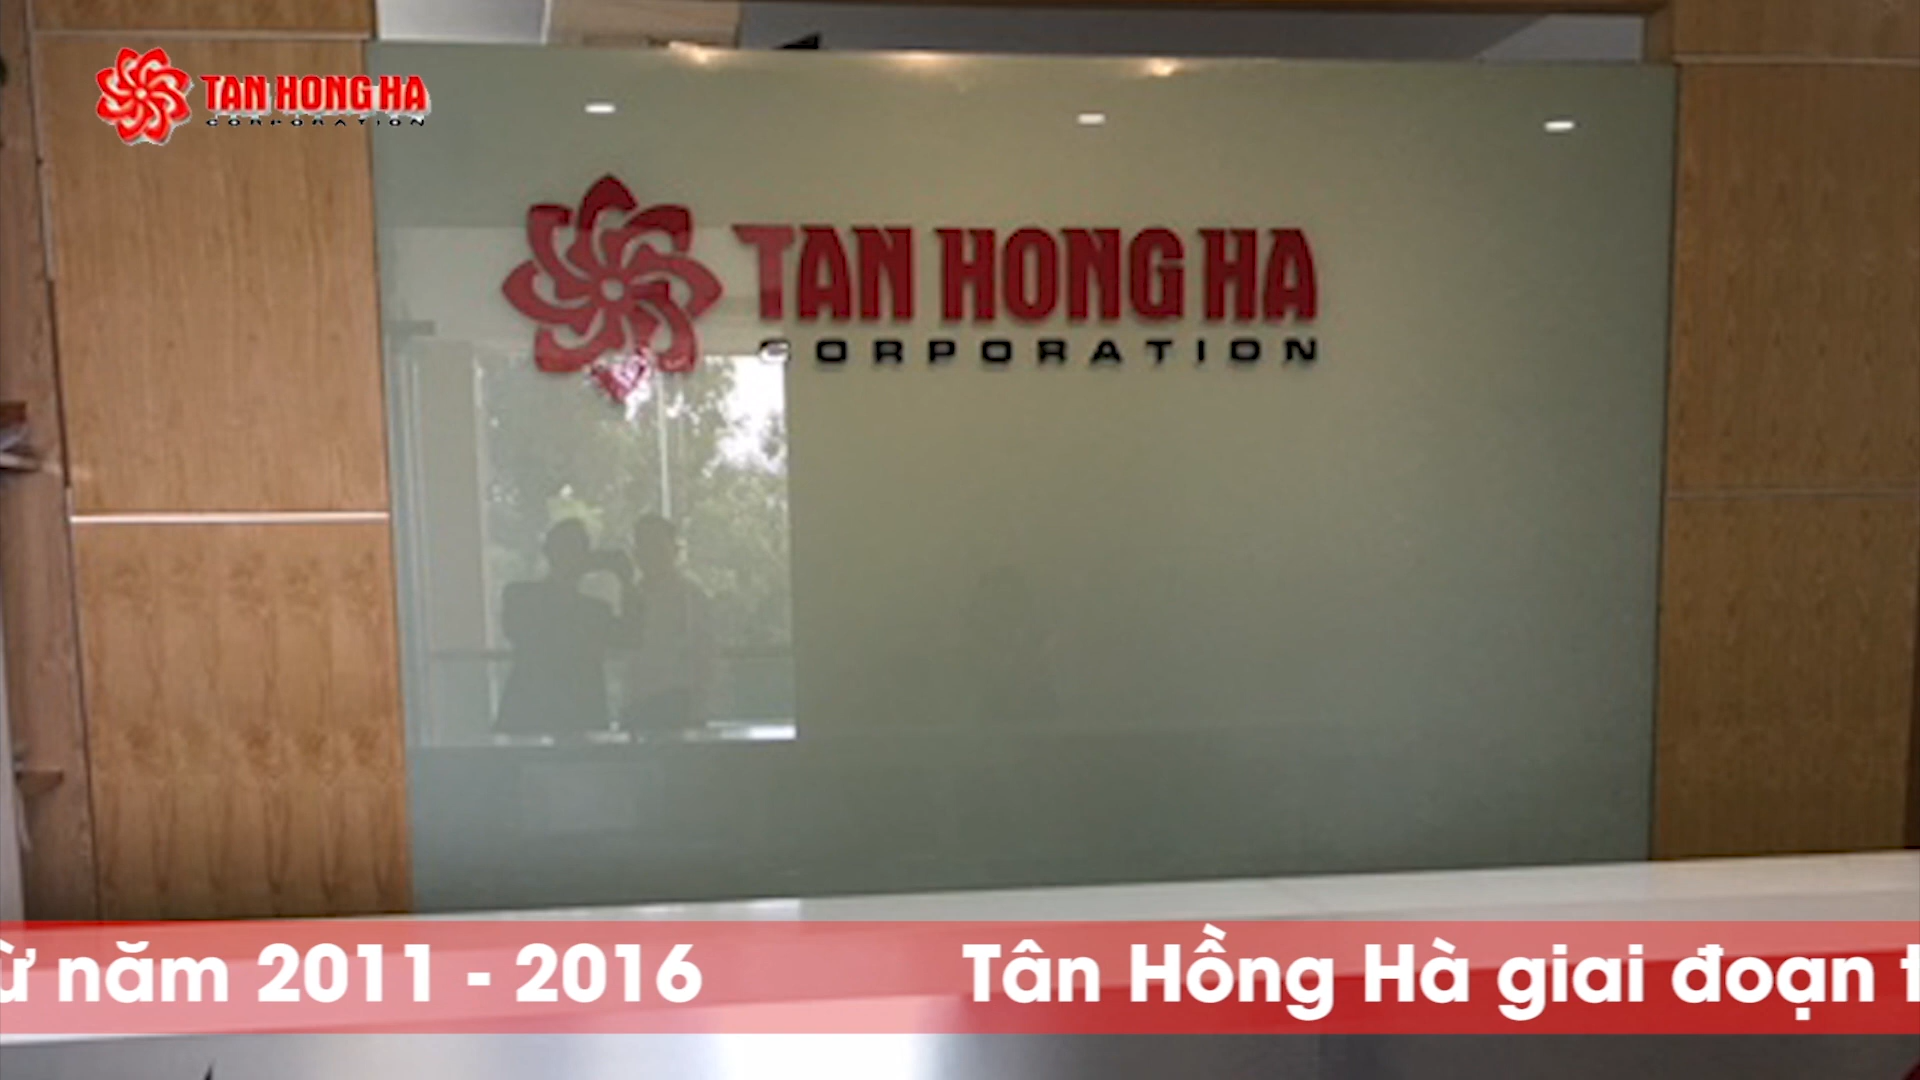 TAN HONG HA
CORPORATION
TAN HONG HA
CORPORATION
năm 2011 - 2016 Tân Hồng Hà giai đoạn